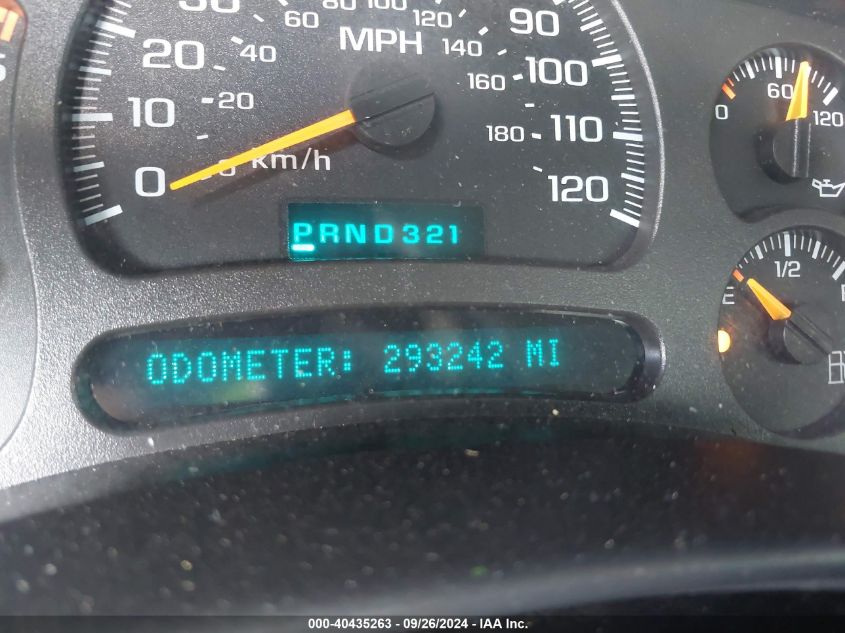 30 60 80 100 120 90
20 40 MPH 140 100
10 20 160
180 110
0 0 km/h 120
PRND321
ODOMETER: 293242 MI
0 60 120
E 1/2 F
000-40435263 - 09/26/2024 - IAA Inc.